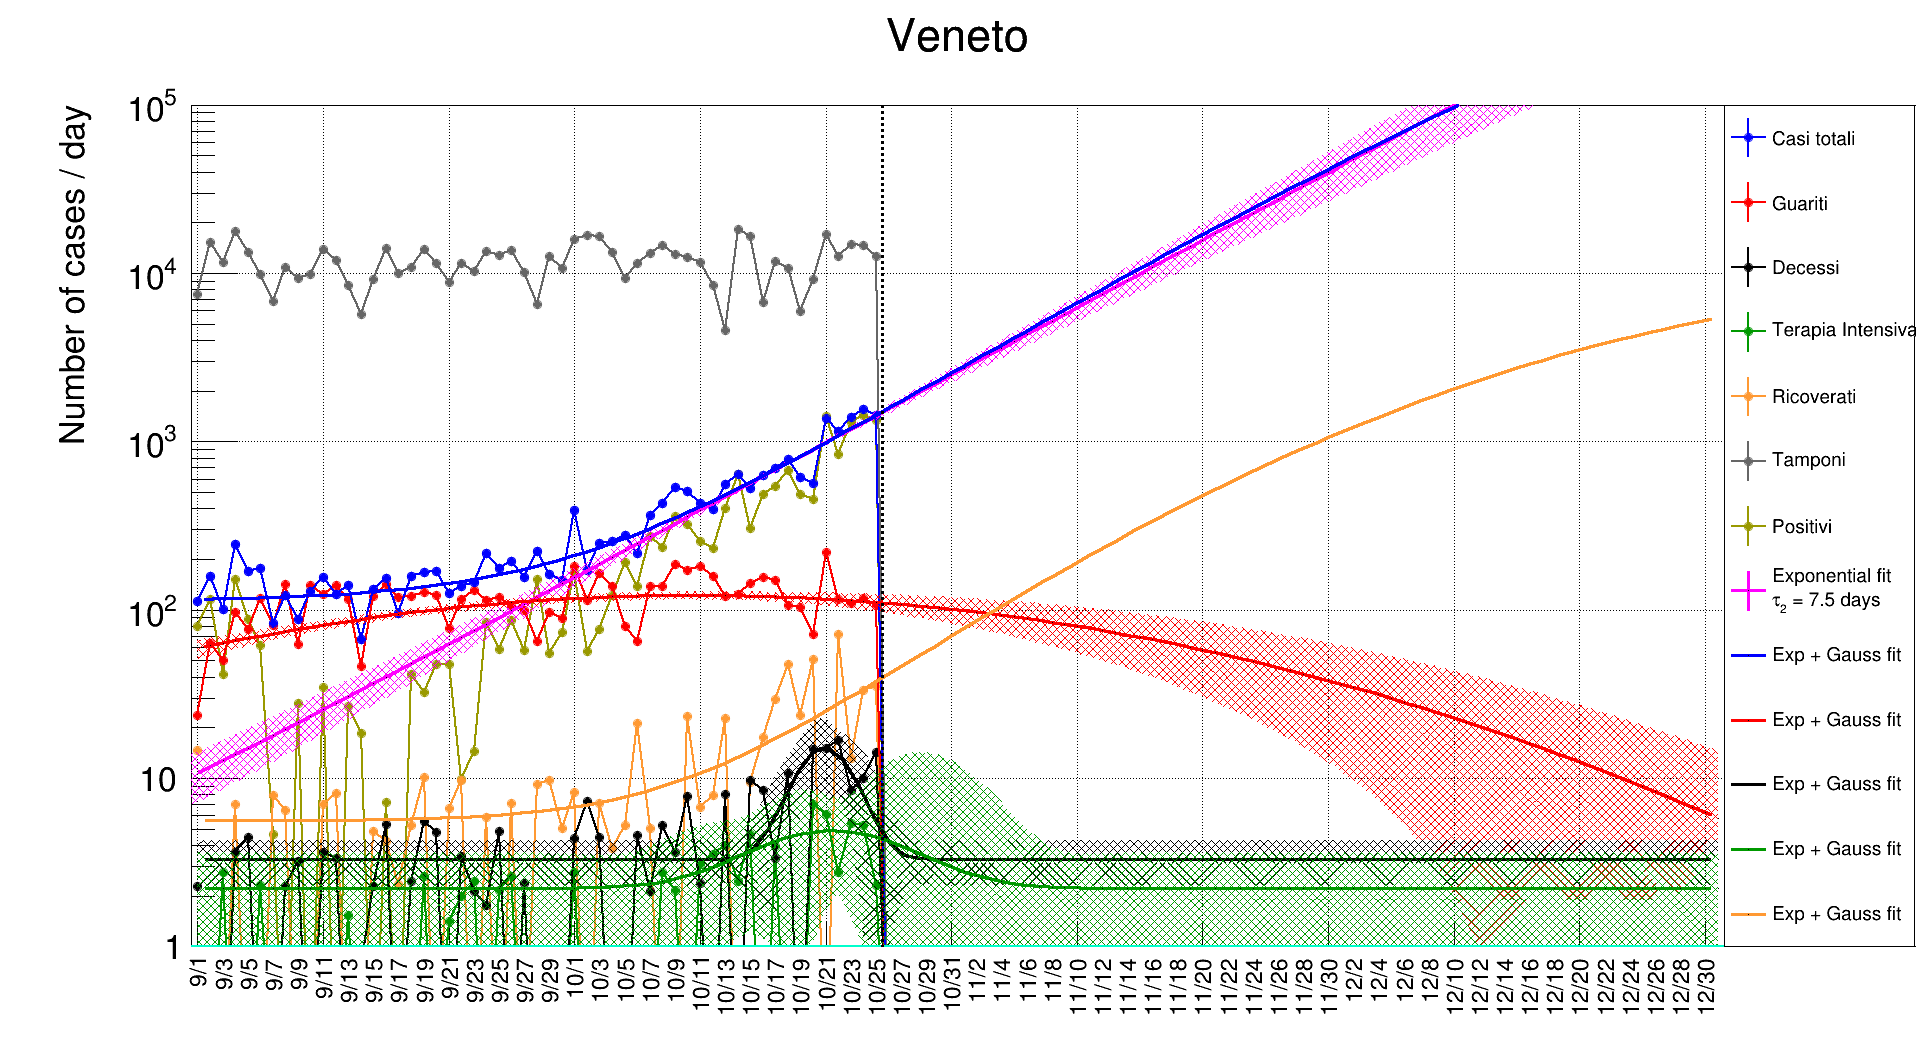 Veneto
Number of cases / day
10^5
10^4
10^3
10^2
10
1
9/1 9/3 9/5 9/7 9/9 9/11 9/13 9/15 9/17 9/19 9/21 9/23 9/25 9/27 9/29 10/1 10/3 10/5 10/7 10/9 10/11 10/13 10/15 10/17 10/19 10/21 10/23 10/25 10/27 10/29 10/31 11/2 11/4 11/6 11/8 11/10 11/12 11/14 11/16 11/18 11/20 11/22 11/24 11/26 11/28 11/30 12/2 12/4 12/6 12/8 12/10 12/12 12/14 12/16 12/18 12/20 12/22 12/24 12/26 12/28 12/30
Casi totali
Guariti
Decessi
Terapia Intensiva
Ricoverati
Tamponi
Positivi
Exponential fit
τ₂ = 7.5 days
Exp + Gauss fit
Exp + Gauss fit
Exp + Gauss fit
Exp + Gauss fit
Exp + Gauss fit